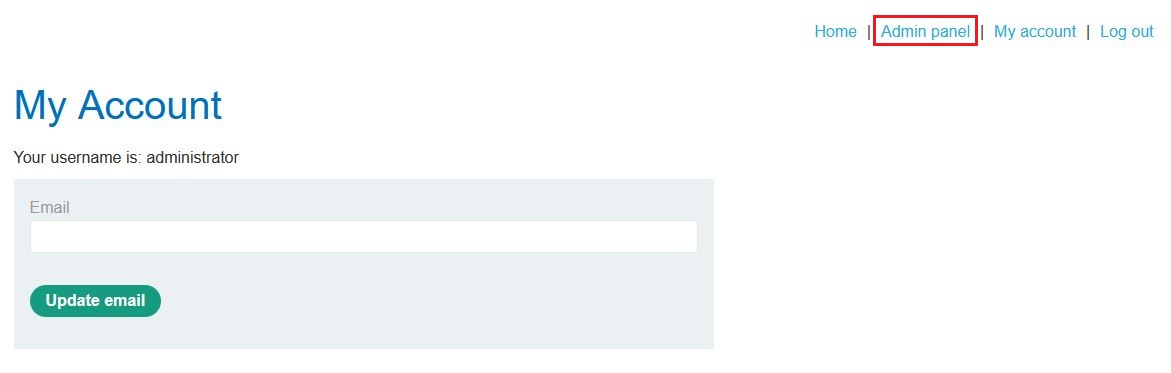 Home | Admin panel | My account | Log out
My Account
Your username is: administrator
Email
Update email